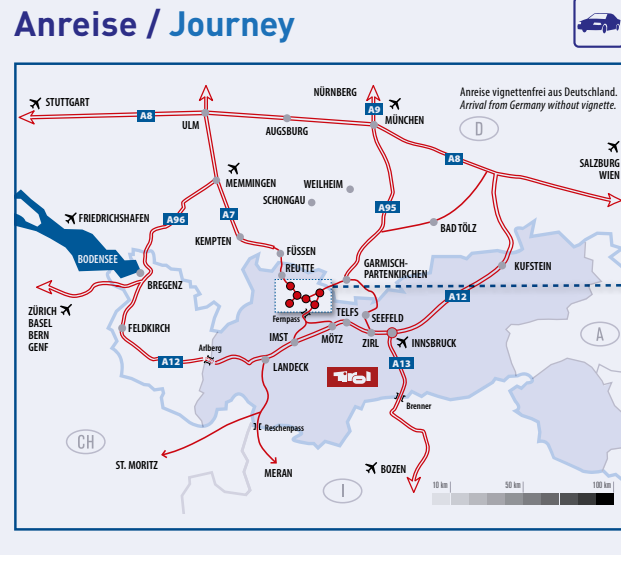 Anreise / Journey
Anreise vignettenfrei aus Deutschland.
Arrival from Germany without vignette.
NÜRNBERG
STUTTGART
A8
ULM
AUGSBURG
A9
MÜNCHEN
D
A8
SALZBURG
WIEN
MEMMINGEN
WEILHEIM
SCHONGAU
FRIEDRICHSHAFEN
A96
A7
A95
BAD TÖLZ
KEMPTEN
BODENSEE
FÜSSEN
REUTTE
GARMISCH-
PARTENKIRCHEN
KUFSTEIN
BREGENZ
A12
ZÜRICH
BASEL
BERN
GENF
FELDKIRCH
Fernpass
TELFS
SEEFELD
A
IMST
MÖTZ
ZIRL
INNSBRUCK
Arlberg
A12
LANDECK
A13
Tirol
Brenner
Reschenpass
CH
ST. MORITZ
MERAN
BOZEN
I
10 km
50 km
100 km